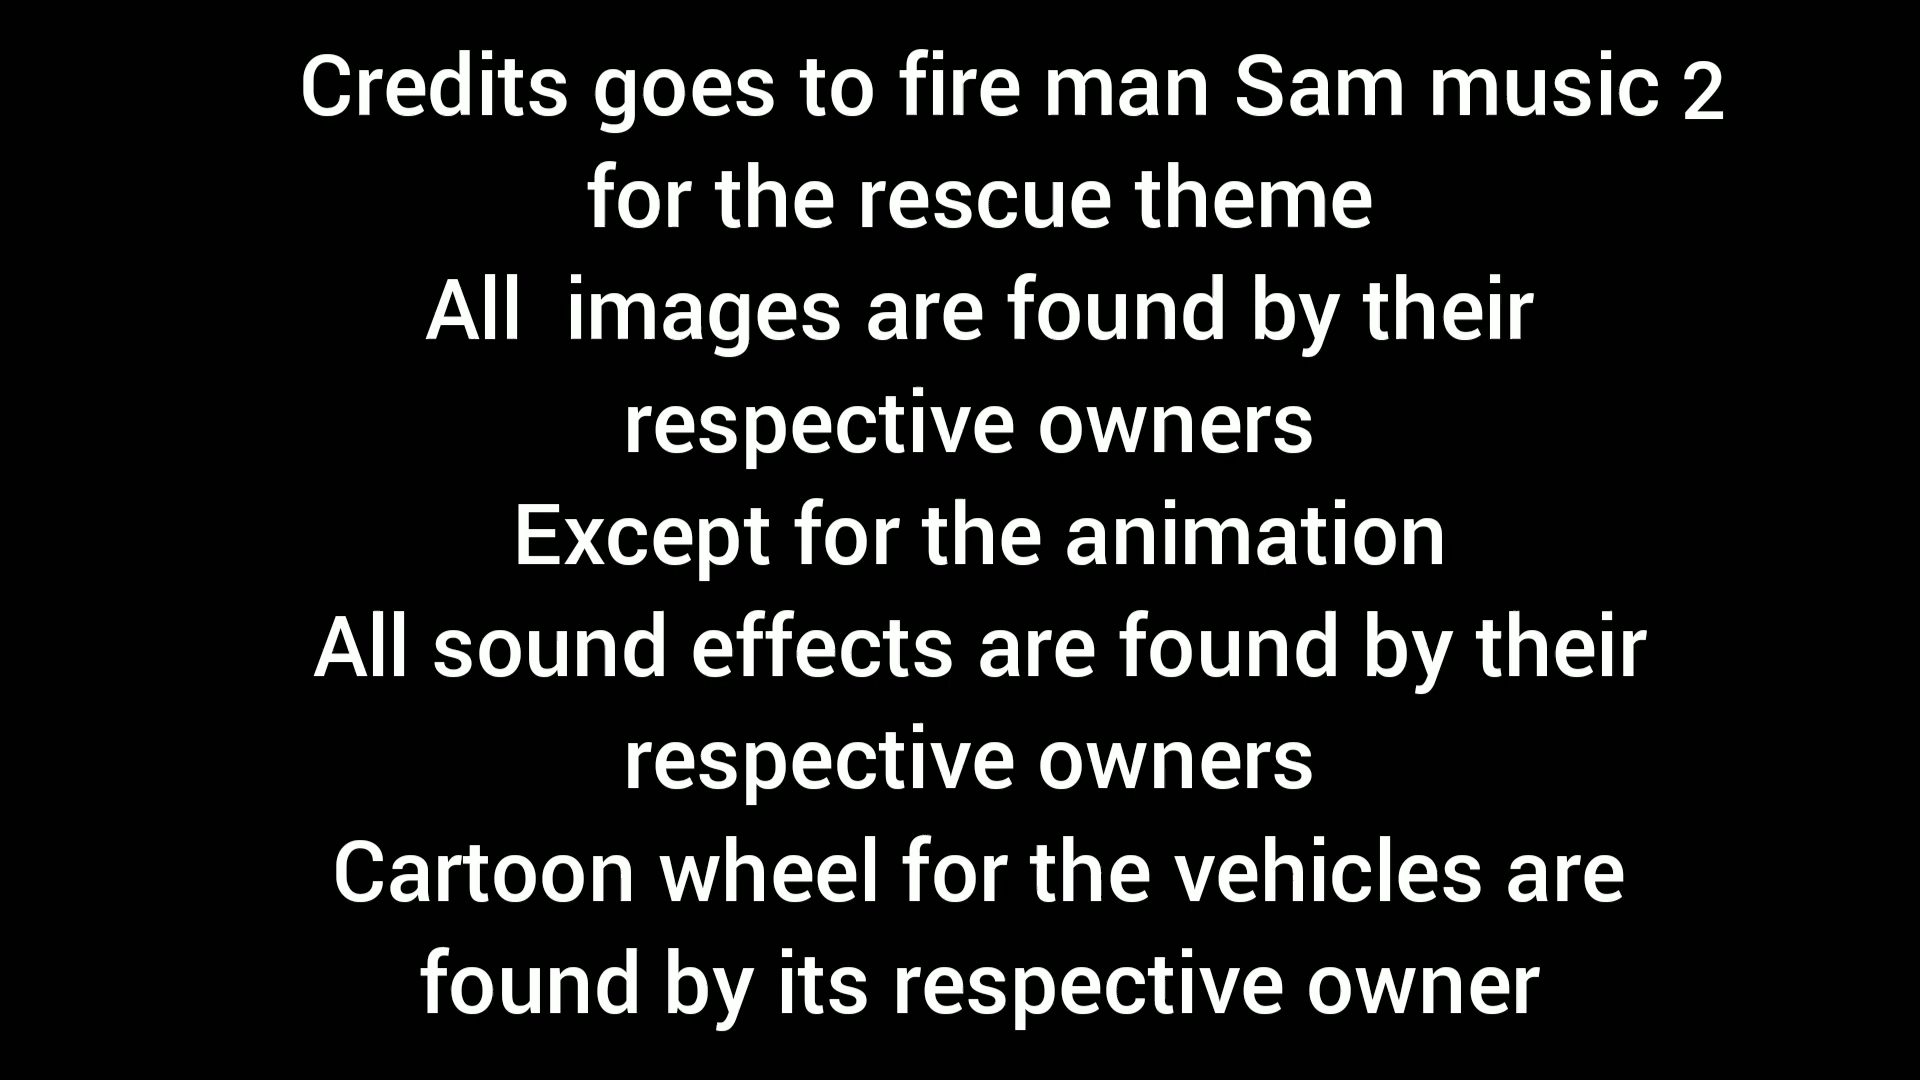 Credits goes to fire man Sam music 2
for the rescue theme
All  images are found by their
respective owners
Except for the animation
All sound effects are found by their
respective owners
Cartoon wheel for the vehicles are
found by its respective owner